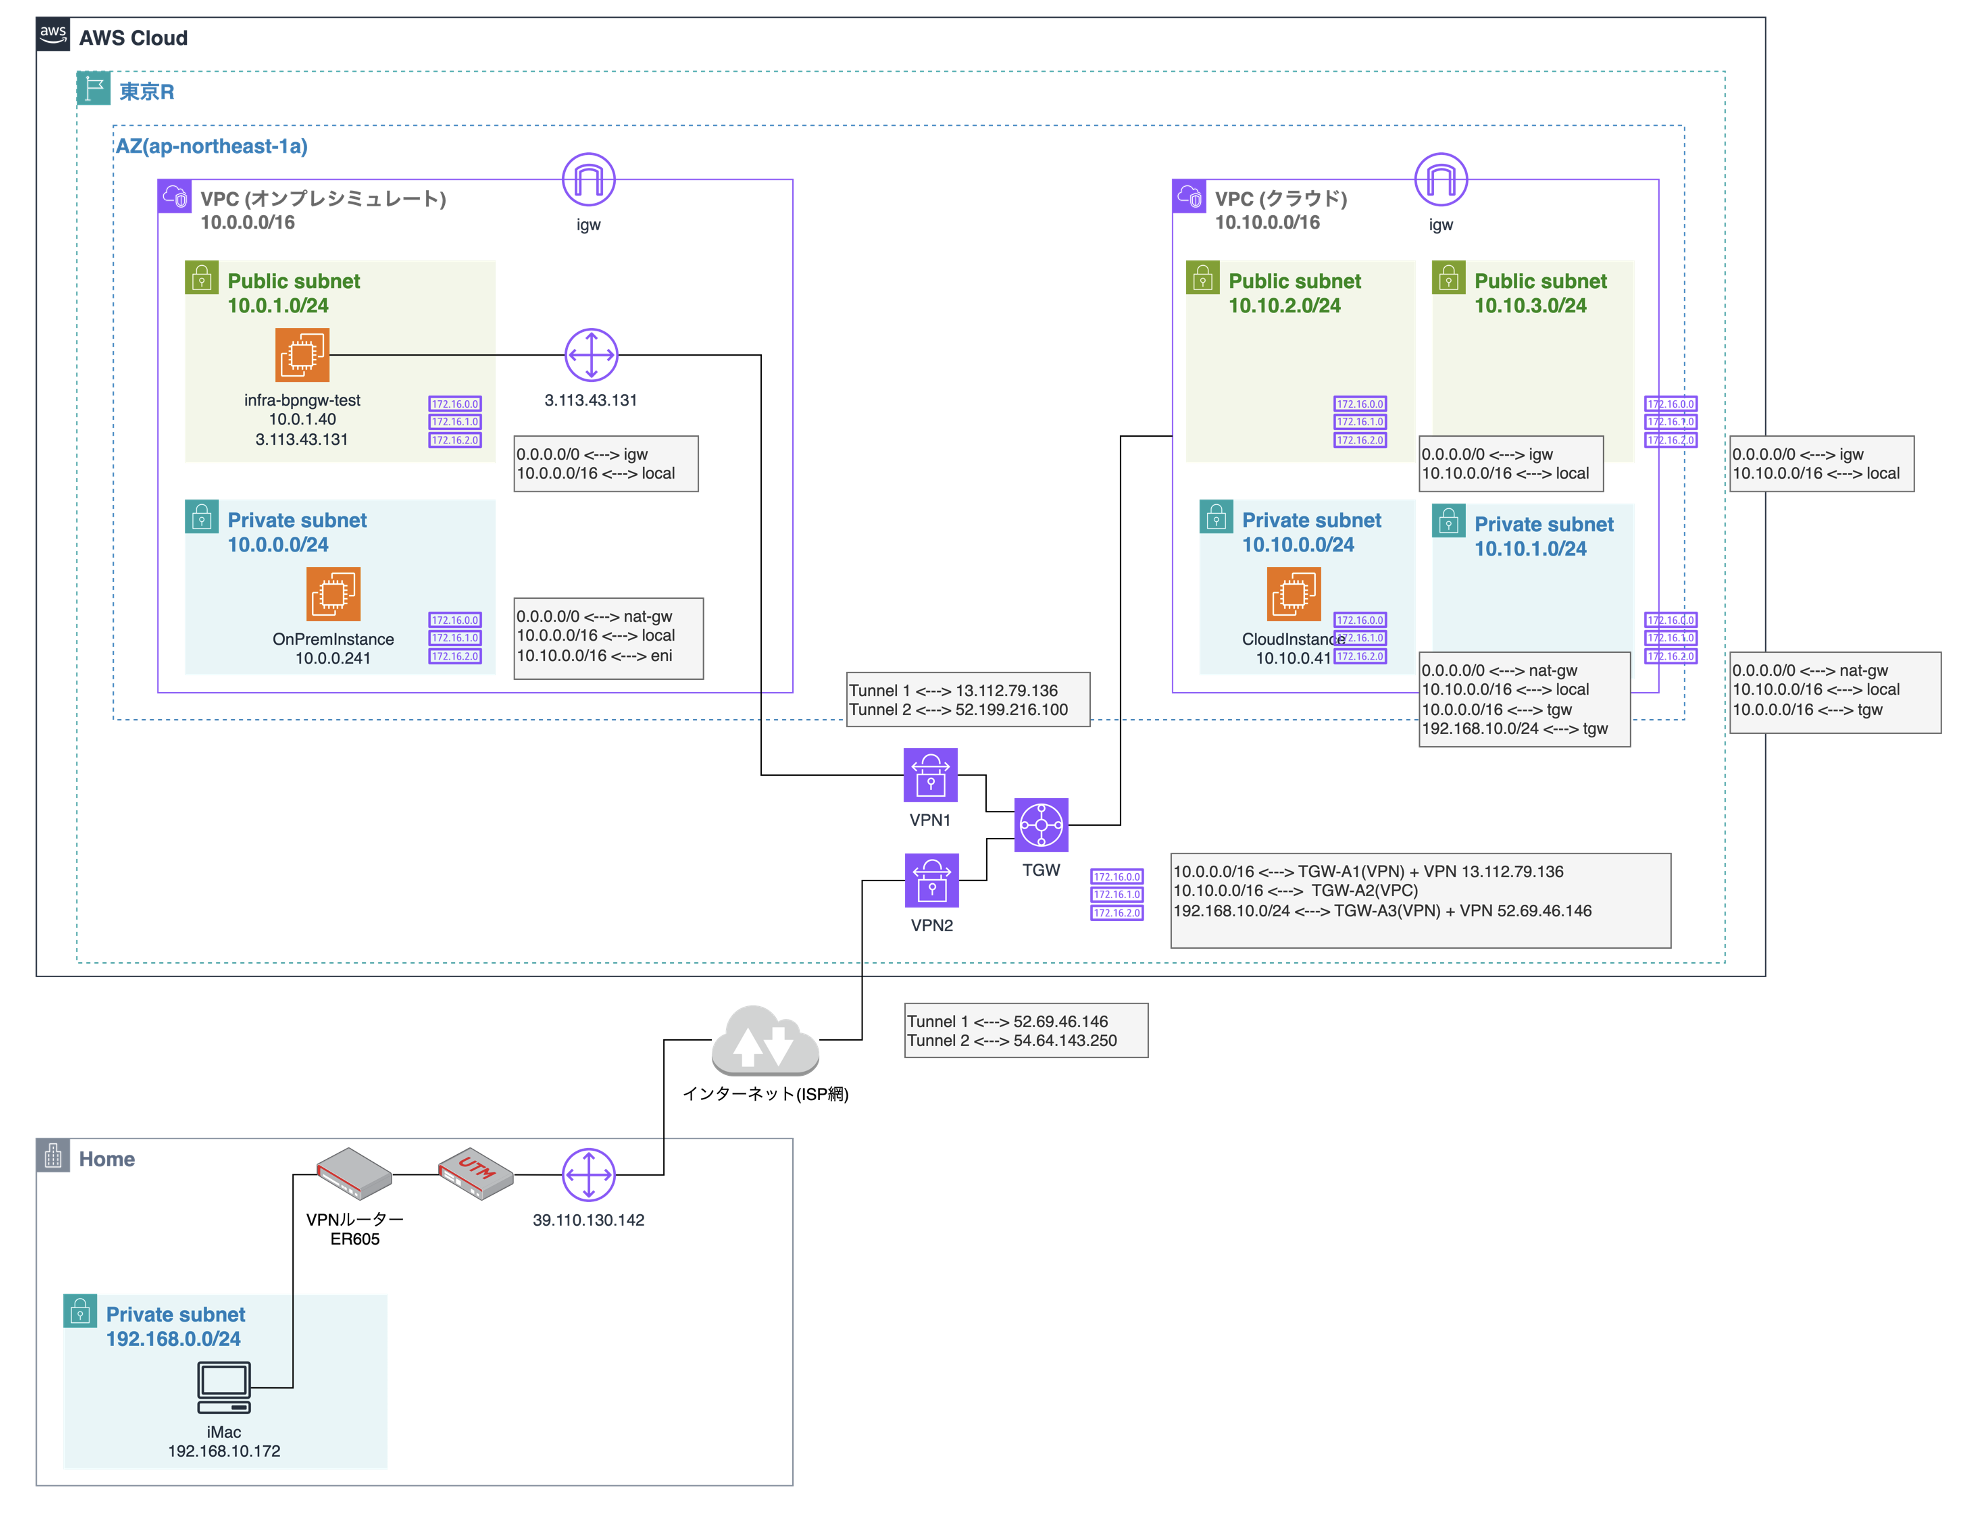 aws
AWS Cloud
東京R
AZ(ap-northeast-1a)
VPC (オンプレシミュレート)
10.0.0.0/16
igw
Public subnet
10.0.1.0/24
infra-bpngw-test
10.0.1.40
3.113.43.131
172.16.0.0
172.16.1.0
172.16.2.0
3.113.43.131
0.0.0.0/0 <---> igw
10.0.0.0/16 <---> local
Private subnet
10.0.0.0/24
OnPremInstance
10.0.0.241
172.16.0.0
172.16.1.0
172.16.2.0
0.0.0.0/0 <---> nat-gw
10.0.0.0/16 <---> local
10.10.0.0/16 <---> eni
VPC (クラウド)
10.10.0.0/16
igw
Public subnet
10.10.2.0/24
172.16.0.0
172.16.1.0
172.16.2.0
0.0.0.0/0 <---> igw
10.10.0.0/16 <---> local
Public subnet
10.10.3.0/24
172.16.0.0
172.16.1.0
172.16.2.0
0.0.0.0/0 <---> igw
10.10.0.0/16 <---> local
Private subnet
10.10.0.0/24
CloudInstance
10.10.0.41
172.16.0.0
172.16.1.0
172.16.2.0
0.0.0.0/0 <---> nat-gw
10.10.0.0/16 <---> local
10.0.0.0/16 <---> tgw
192.168.10.0/24 <---> tgw
Private subnet
10.10.1.0/24
172.16.0.0
172.16.1.0
172.16.2.0
0.0.0.0/0 <---> nat-gw
10.10.0.0/16 <---> local
10.0.0.0/16 <---> tgw
Tunnel 1 <---> 13.112.79.136
Tunnel 2 <---> 52.199.216.100
VPN1
VPN2
TGW
172.16.0.0
172.16.1.0
172.16.2.0
10.0.0.0/16 <---> TGW-A1(VPN) + VPN 13.112.79.136
10.10.0.0/16 <---> TGW-A2(VPC)
192.168.10.0/24 <---> TGW-A3(VPN) + VPN 52.69.46.146
Tunnel 1 <---> 52.69.46.146
Tunnel 2 <---> 54.64.143.250
インターネット(ISP網)
Home
VPNルーター
ER605
UTM
39.110.130.142
Private subnet
192.168.0.0/24
iMac
192.168.10.172